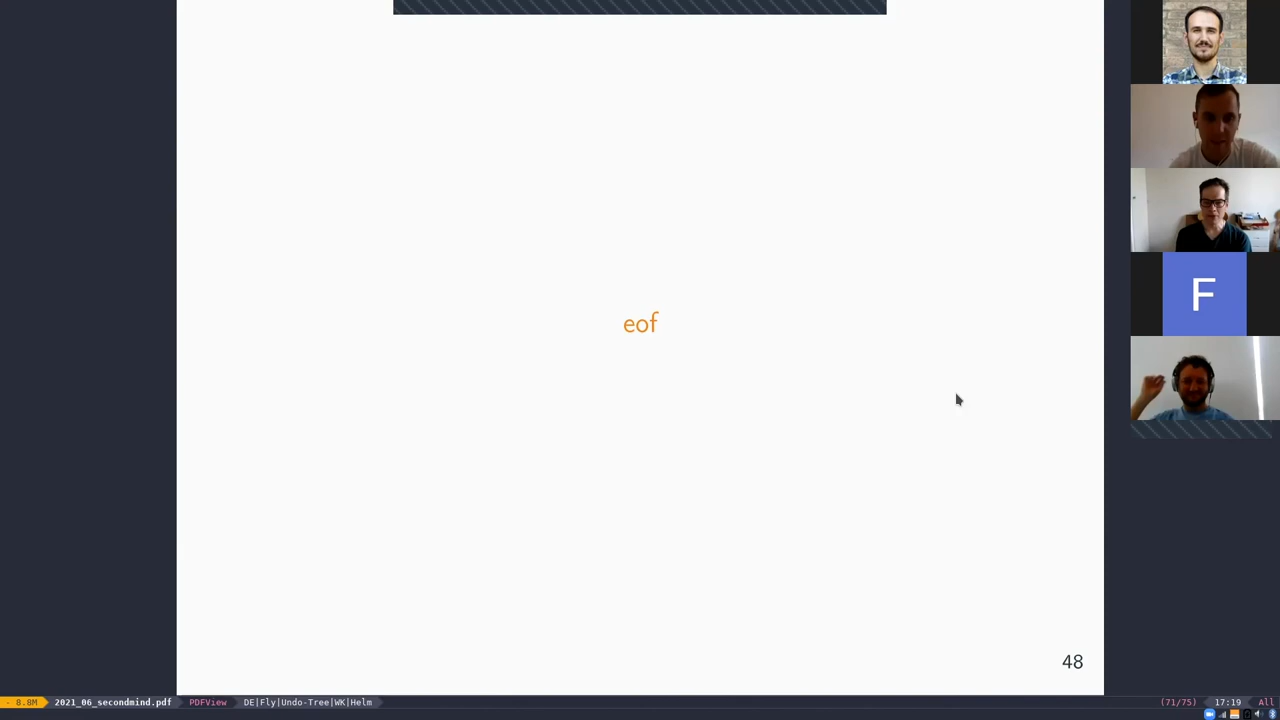 F
eof
48
- 8.8M 2021_06_secondmind.pdf PDFView DE|Fly|Undo-Tree|WK|Helm (71/75) 17:19 All